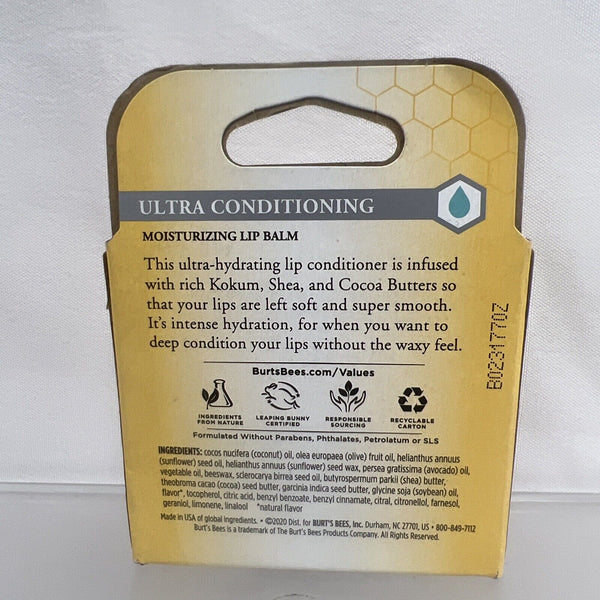 ULTRA CONDITIONING
MOISTURIZING LIP BALM
This ultra-hydrating lip conditioner is infused
with rich Kokum, Shea, and Cocoa Butters so
that your lips are left soft and super smooth.
It's intense hydration, for when you want to
deep condition your lips without the waxy feel.
B0231770Z
BurtsBees.com/Values
INGREDIENTS
FROM NATURE
LEAPING BUNNY
CERTIFIED
RESPONSIBLE
SOURCING
RECYCLABLE
CARTON
Formulated Without Parabens, Phthalates, Petrolatum or SLS
INGREDIENTS: cocos nucifera (coconut) oil, olea europaea (olive) fruit oil, helianthus annuus
(sunflower) seed oil, helianthus annuus (sunflower) seed wax, persea gratissima (avocado) oil,
vegetable oil, beeswax, sclerocarya birrea seed oil, butyrospermum parkii (shea) butter,
theobroma cacao (cocoa) seed butter, garcinia indica seed butter, glycine soja (soybean) oil,
flavor*, tocopherol, citric acid, benzyl benzoate, benzyl cinnamate, citral, citronellol, farnesol,
geraniol, limonene, linalool *natural flavor
Made in USA of global ingredients. • ©2020 Dist. for BURT'S BEES, Inc. Durham, NC 27701, US • 800-849-7112
Burt's Bees is a trademark of The Burt's Bees Products Company. All Rights Reserved.